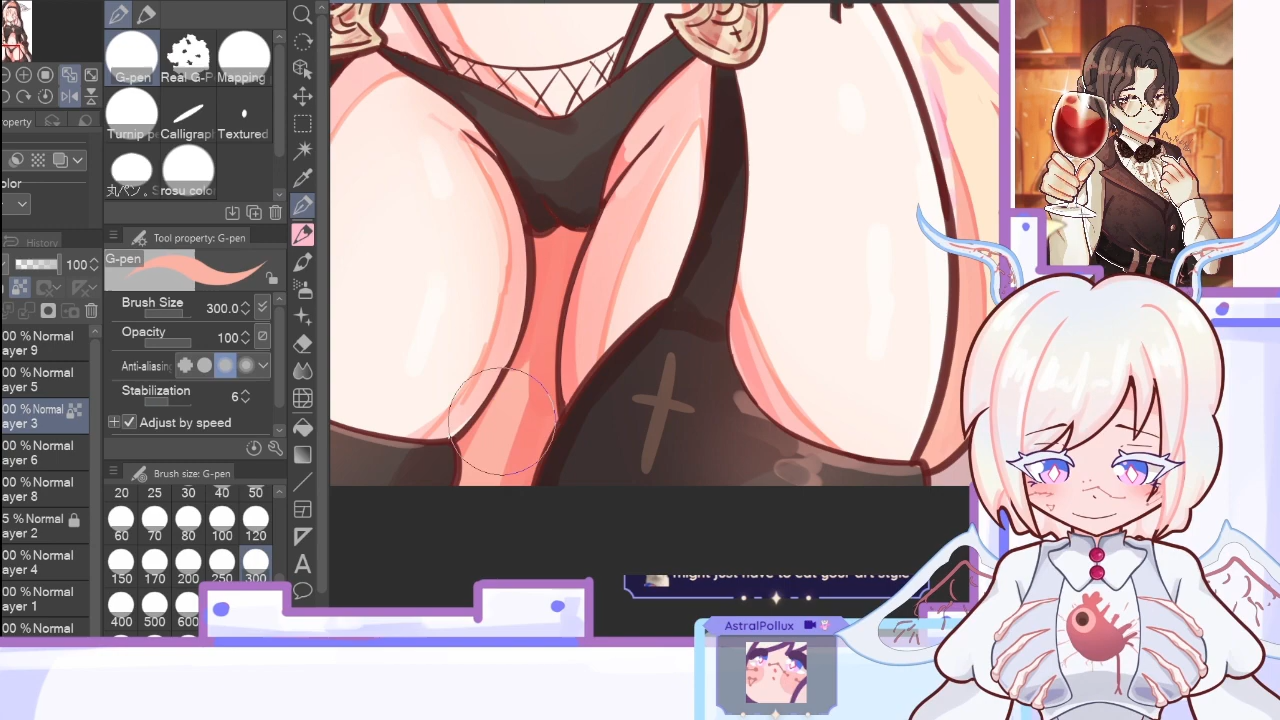 G-pen
Real G-P
Mapping
Turnip p
Calligrap
Textured
丸ペン。S
rosu colo
roperty
olor
History
100
Tool property: G-pen
G-pen
Brush Size
300.0
Opacity
100
Anti-aliasing
Stabilization
6
Adjust by speed
Brush size: G-pen
20 25 30 40 50
60 70 80 100 120
150 170 200 250 300
400 500 600
00 % Normal
ayer 9
00 % Normal
ayer 5
00 % Normal
ayer 3
00 % Normal
ayer 6
00 % Normal
ayer 8
5 % Normal
ayer 2
00 % Normal
ayer 4
00 % Normal
ayer 1
00 % Normal
might just have to eat your art style
AstralPollux